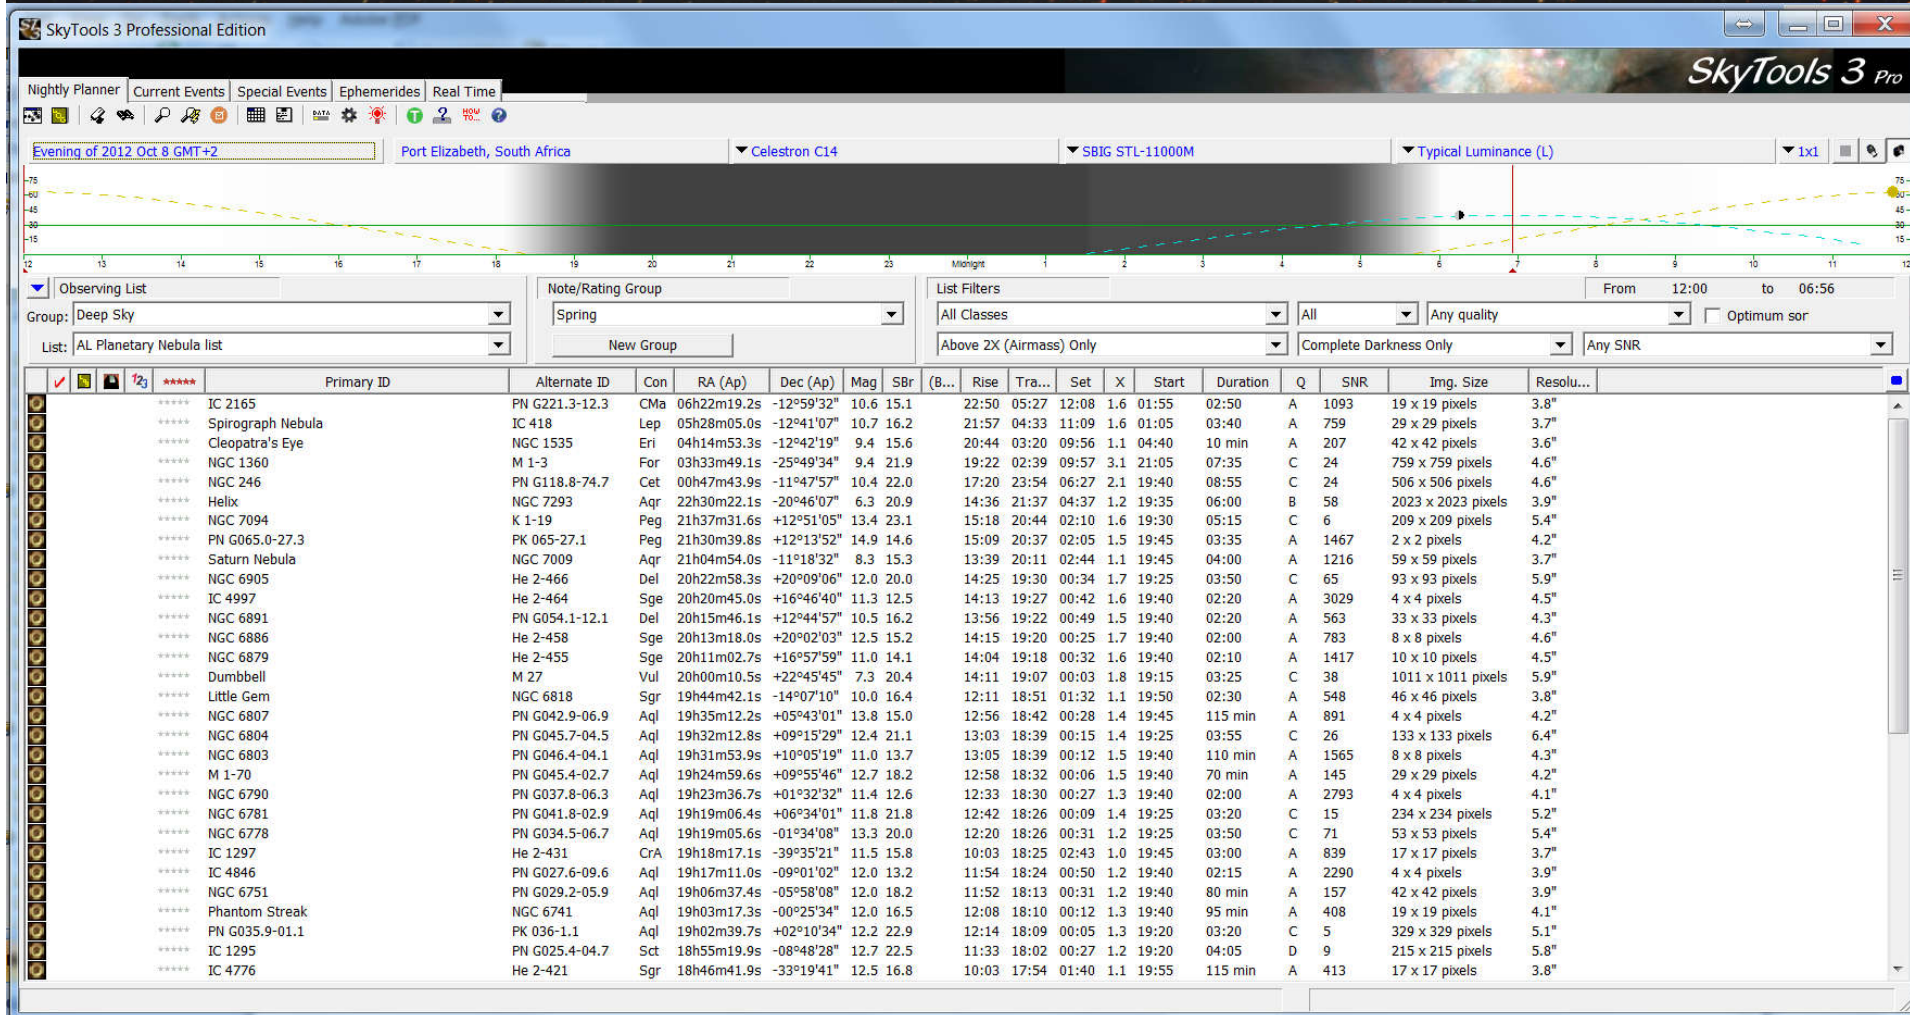 SkyTools 3 Professional Edition
SkyTools 3 Pro
Nightly Planner Current Events Special Events Ephemerides Real Time
DATA HOW TO...
Evening of 2012 Oct 8 GMT+2 Port Elizabeth, South Africa Celestron C14 SBIG STL-11000M Typical Luminance (L) 1x1
75 75
60
45 45
30 30
15 15
12 13 14 15 16 17 18 19 20 21 22 23 Midnight 1 2 3 4 5 6 7 8 9 10 11 12
Observing List Note/Rating Group List Filters From 12:00 to 06:56
Group: Deep Sky Spring All Classes All Any quality Optimum sor
List: AL Planetary Nebula list New Group Above 2X (Airmass) Only Complete Darkness Only Any SNR
123 ***** Primary ID Alternate ID Con RA (Ap) Dec (Ap) Mag SBr (B... Rise Tra... Set X Start Duration Q SNR Img. Size Resolu...
***** IC 2165 PN G221.3-12.3 CMa 06h22m19.2s -12°59'32" 10.6 15.1 22:50 05:27 12:08 1.6 01:55 02:50 A 1093 19 x 19 pixels 3.8"
***** Spirograph Nebula IC 418 Lep 05h28m05.0s -12°41'07" 10.7 16.2 21:57 04:33 11:09 1.6 01:05 03:40 A 759 29 x 29 pixels 3.7"
***** Cleopatra's Eye NGC 1535 Eri 04h14m53.3s -12°42'19" 9.4 15.6 20:44 03:20 09:56 1.1 04:40 10 min A 207 42 x 42 pixels 3.6"
***** NGC 1360 M 1-3 For 03h33m49.1s -25°49'34" 9.4 21.9 19:22 02:39 09:57 3.1 21:05 07:35 C 24 759 x 759 pixels 4.6"
***** NGC 246 PN G118.8-74.7 Cet 00h47m43.9s -11°47'57" 10.4 22.0 17:20 23:54 06:27 2.1 19:40 08:55 C 24 506 x 506 pixels 4.6"
***** Helix NGC 7293 Aqr 22h30m22.1s -20°46'07" 6.3 20.9 14:36 21:37 04:37 1.2 19:35 06:00 B 58 2023 x 2023 pixels 3.9"
***** NGC 7094 K 1-19 Peg 21h37m31.6s +12°51'05" 13.4 23.1 15:18 20:44 02:10 1.6 19:30 05:15 C 6 209 x 209 pixels 5.4"
***** PN G065.0-27.3 PK 065-27.1 Peg 21h30m39.8s +12°13'52" 14.9 14.6 15:09 20:37 02:05 1.5 19:45 03:35 A 1467 2 x 2 pixels 4.2"
***** Saturn Nebula NGC 7009 Aqr 21h04m54.0s -11°18'32" 8.3 15.3 13:39 20:11 02:44 1.1 19:45 04:00 A 1216 59 x 59 pixels 3.7"
***** NGC 6905 He 2-466 Del 20h22m58.3s +20°09'06" 12.0 20.0 14:25 19:30 00:34 1.7 19:25 03:50 C 65 93 x 93 pixels 5.9"
***** IC 4997 He 2-464 Sge 20h20m45.0s +16°46'40" 11.3 12.5 14:13 19:27 00:42 1.6 19:40 02:20 A 3029 4 x 4 pixels 4.5"
***** NGC 6891 PN G054.1-12.1 Del 20h15m46.1s +12°44'57" 10.5 16.2 13:56 19:22 00:49 1.5 19:40 02:20 A 563 33 x 33 pixels 4.3"
***** NGC 6886 He 2-458 Sge 20h13m18.0s +20°02'03" 12.5 15.2 14:15 19:20 00:25 1.7 19:40 02:00 A 783 8 x 8 pixels 4.6"
***** NGC 6879 He 2-455 Sge 20h11m02.7s +16°57'59" 11.0 14.1 14:04 19:18 00:32 1.6 19:40 02:10 A 1417 10 x 10 pixels 4.5"
***** Dumbbell M 27 Vul 20h00m10.5s +22°45'45" 7.3 20.4 14:11 19:07 00:03 1.8 19:15 03:25 C 38 1011 x 1011 pixels 5.9"
***** Little Gem NGC 6818 Sgr 19h44m42.1s -14°07'10" 10.0 16.4 12:11 18:51 01:32 1.1 19:50 02:30 A 548 46 x 46 pixels 3.8"
***** NGC 6807 PN G042.9-06.9 Aql 19h35m12.2s +05°43'01" 13.8 15.0 12:56 18:42 00:28 1.4 19:45 115 min A 891 4 x 4 pixels 4.2"
***** NGC 6804 PN G045.7-04.5 Aql 19h32m12.8s +09°15'29" 12.4 21.1 13:03 18:39 00:15 1.4 19:25 03:55 C 26 133 x 133 pixels 6.4"
***** NGC 6803 PN G046.4-04.1 Aql 19h31m53.9s +10°05'19" 11.0 13.7 13:05 18:39 00:12 1.5 19:40 110 min A 1565 8 x 8 pixels 4.3"
***** M 1-70 PN G045.4-02.7 Aql 19h24m59.6s +09°55'46" 12.7 18.2 12:58 18:32 00:06 1.5 19:40 70 min A 145 29 x 29 pixels 4.2"
***** NGC 6790 PN G037.8-06.3 Aql 19h23m36.7s +01°32'32" 11.4 12.6 12:33 18:30 00:27 1.3 19:40 02:00 A 2793 4 x 4 pixels 4.1"
***** NGC 6781 PN G041.8-02.9 Aql 19h19m06.4s +06°34'01" 11.8 21.8 12:42 18:26 00:09 1.4 19:25 03:20 C 15 234 x 234 pixels 5.2"
***** NGC 6778 PN G034.5-06.7 Aql 19h19m05.6s -01°34'08" 13.3 20.0 12:20 18:26 00:31 1.2 19:25 03:50 C 71 53 x 53 pixels 5.4"
***** IC 1297 He 2-431 CrA 19h18m17.1s -39°35'21" 11.5 15.8 10:03 18:25 02:43 1.0 19:45 03:00 A 839 17 x 17 pixels 3.7"
***** IC 4846 PN G027.6-09.6 Aql 19h17m11.0s -09°01'02" 12.0 13.2 11:54 18:24 00:50 1.2 19:40 02:15 A 2290 4 x 4 pixels 3.9"
***** NGC 6751 PN G029.2-05.9 Aql 19h06m37.4s -05°58'08" 12.0 18.2 11:52 18:13 00:31 1.2 19:40 80 min A 157 42 x 42 pixels 3.9"
***** Phantom Streak NGC 6741 Aql 19h03m17.3s -00°25'34" 12.0 16.5 12:08 18:10 00:12 1.3 19:40 95 min A 408 19 x 19 pixels 4.1"
***** PN G035.9-01.1 PK 036-1.1 Aql 19h02m39.7s +02°10'34" 12.2 22.9 12:14 18:09 00:05 1.3 19:20 03:20 C 5 329 x 329 pixels 5.1"
***** IC 1295 PN G025.4-04.7 Sct 18h55m19.9s -08°48'28" 12.7 22.5 11:33 18:02 00:27 1.2 19:20 04:05 D 9 215 x 215 pixels 5.8"
***** IC 4776 He 2-421 Sgr 18h46m41.9s -33°19'41" 12.5 16.8 10:03 17:54 01:40 1.1 19:55 115 min A 413 17 x 17 pixels 3.8"